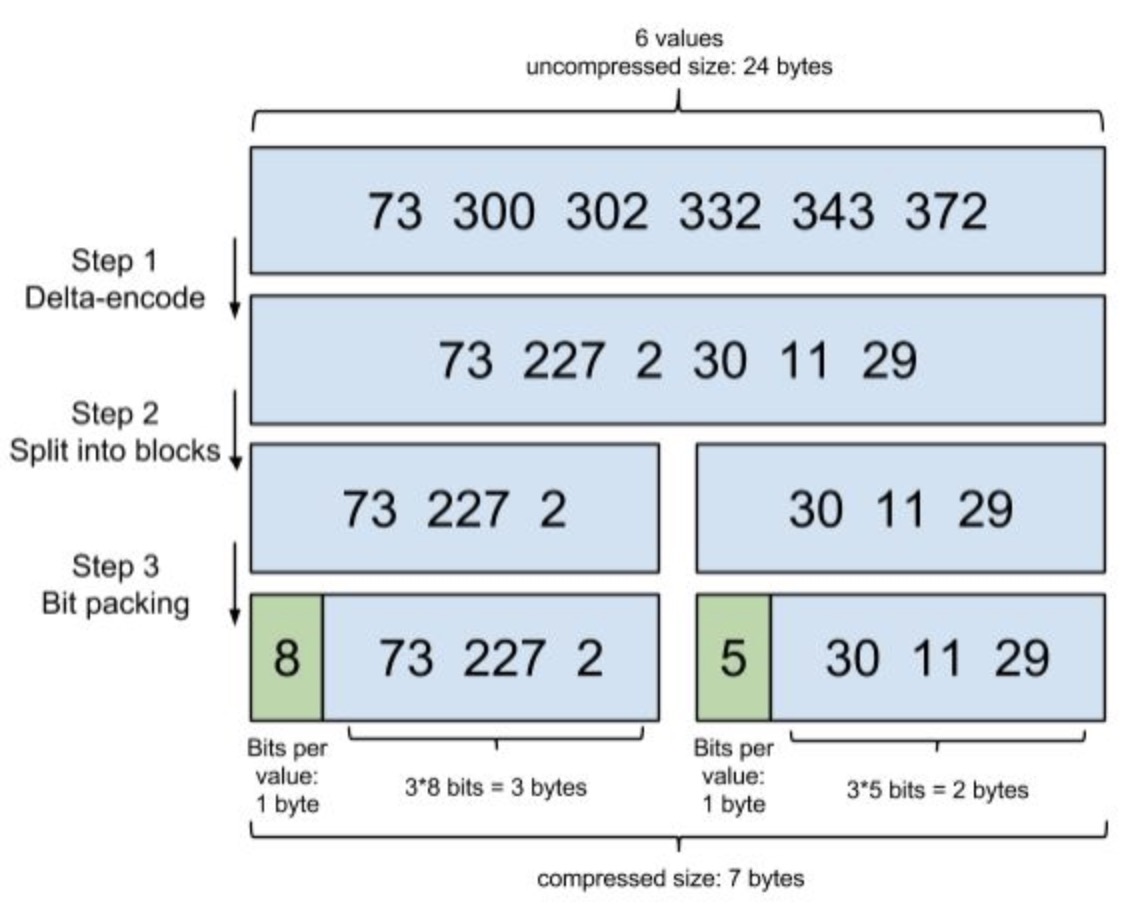 6 values
uncompressed size: 24 bytes
73 300 302 332 343 372
Step 1
Delta-encode
73 227 2 30 11 29
Step 2
Split into blocks
73 227 2
30 11 29
Step 3
Bit packing
8
73 227 2
5
30 11 29
Bits per
value:
1 byte
3*8 bits = 3 bytes
Bits per
value:
1 byte
3*5 bits = 2 bytes
compressed size: 7 bytes